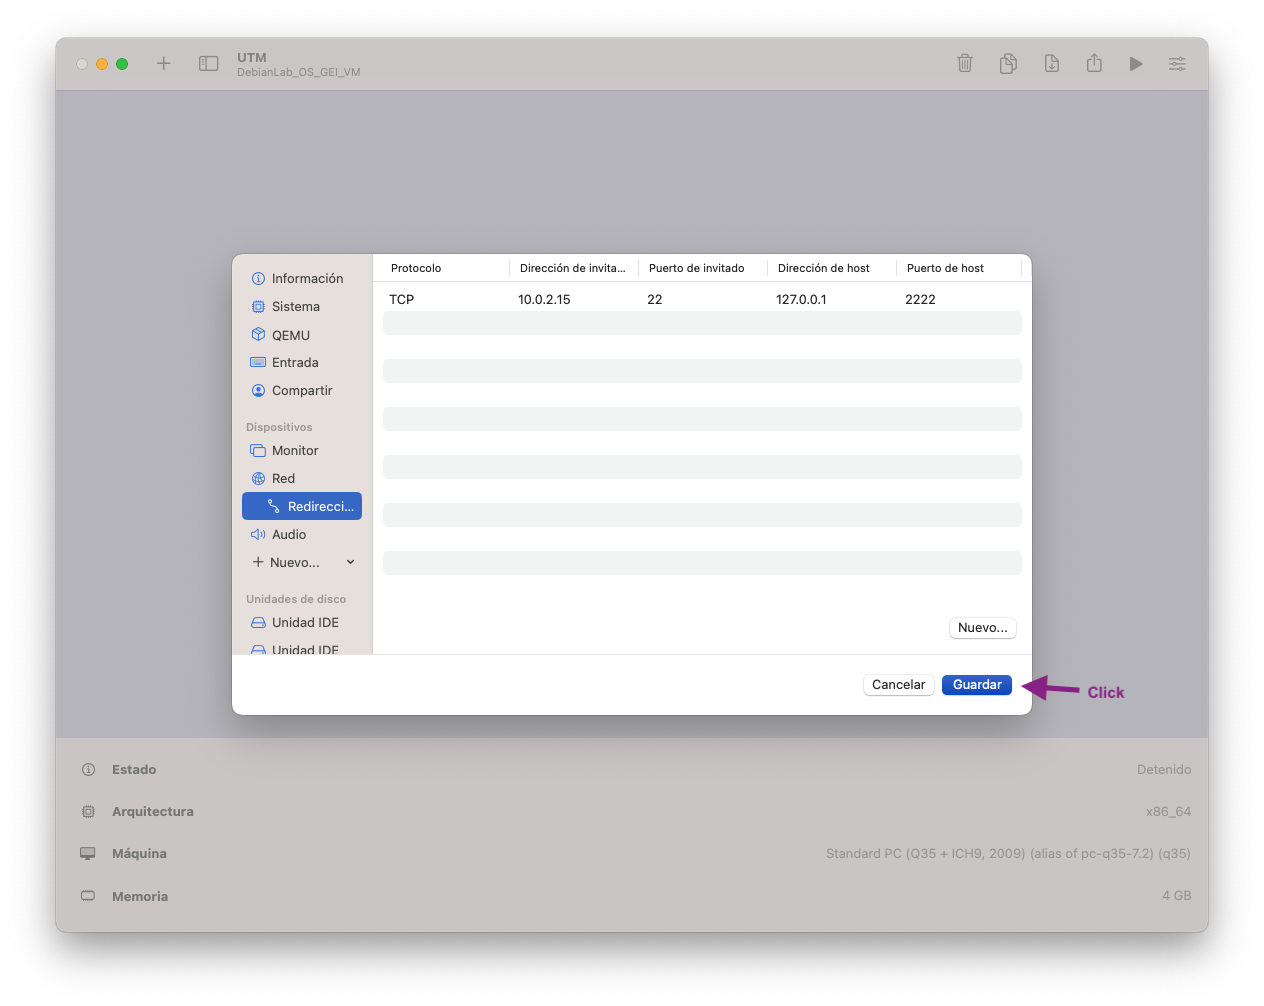 UTM
DebianLab_OS_GEI_VM
Información
Sistema
QEMU
Entrada
Compartir
Dispositivos
Monitor
Red
Redirecci...
Audio
Nuevo...
Unidades de disco
Unidad IDE
Unidad IDE
Protocolo Dirección de invita... Puerto de invitado Dirección de host Puerto de host
TCP 10.0.2.15 22 127.0.0.1 2222
Nuevo...
Cancelar Guardar Click
Estado Detenido
Arquitectura x86_64
Máquina Standard PC (Q35 + ICH9, 2009) (alias of pc-q35-7.2) (q35)
Memoria 4 GB